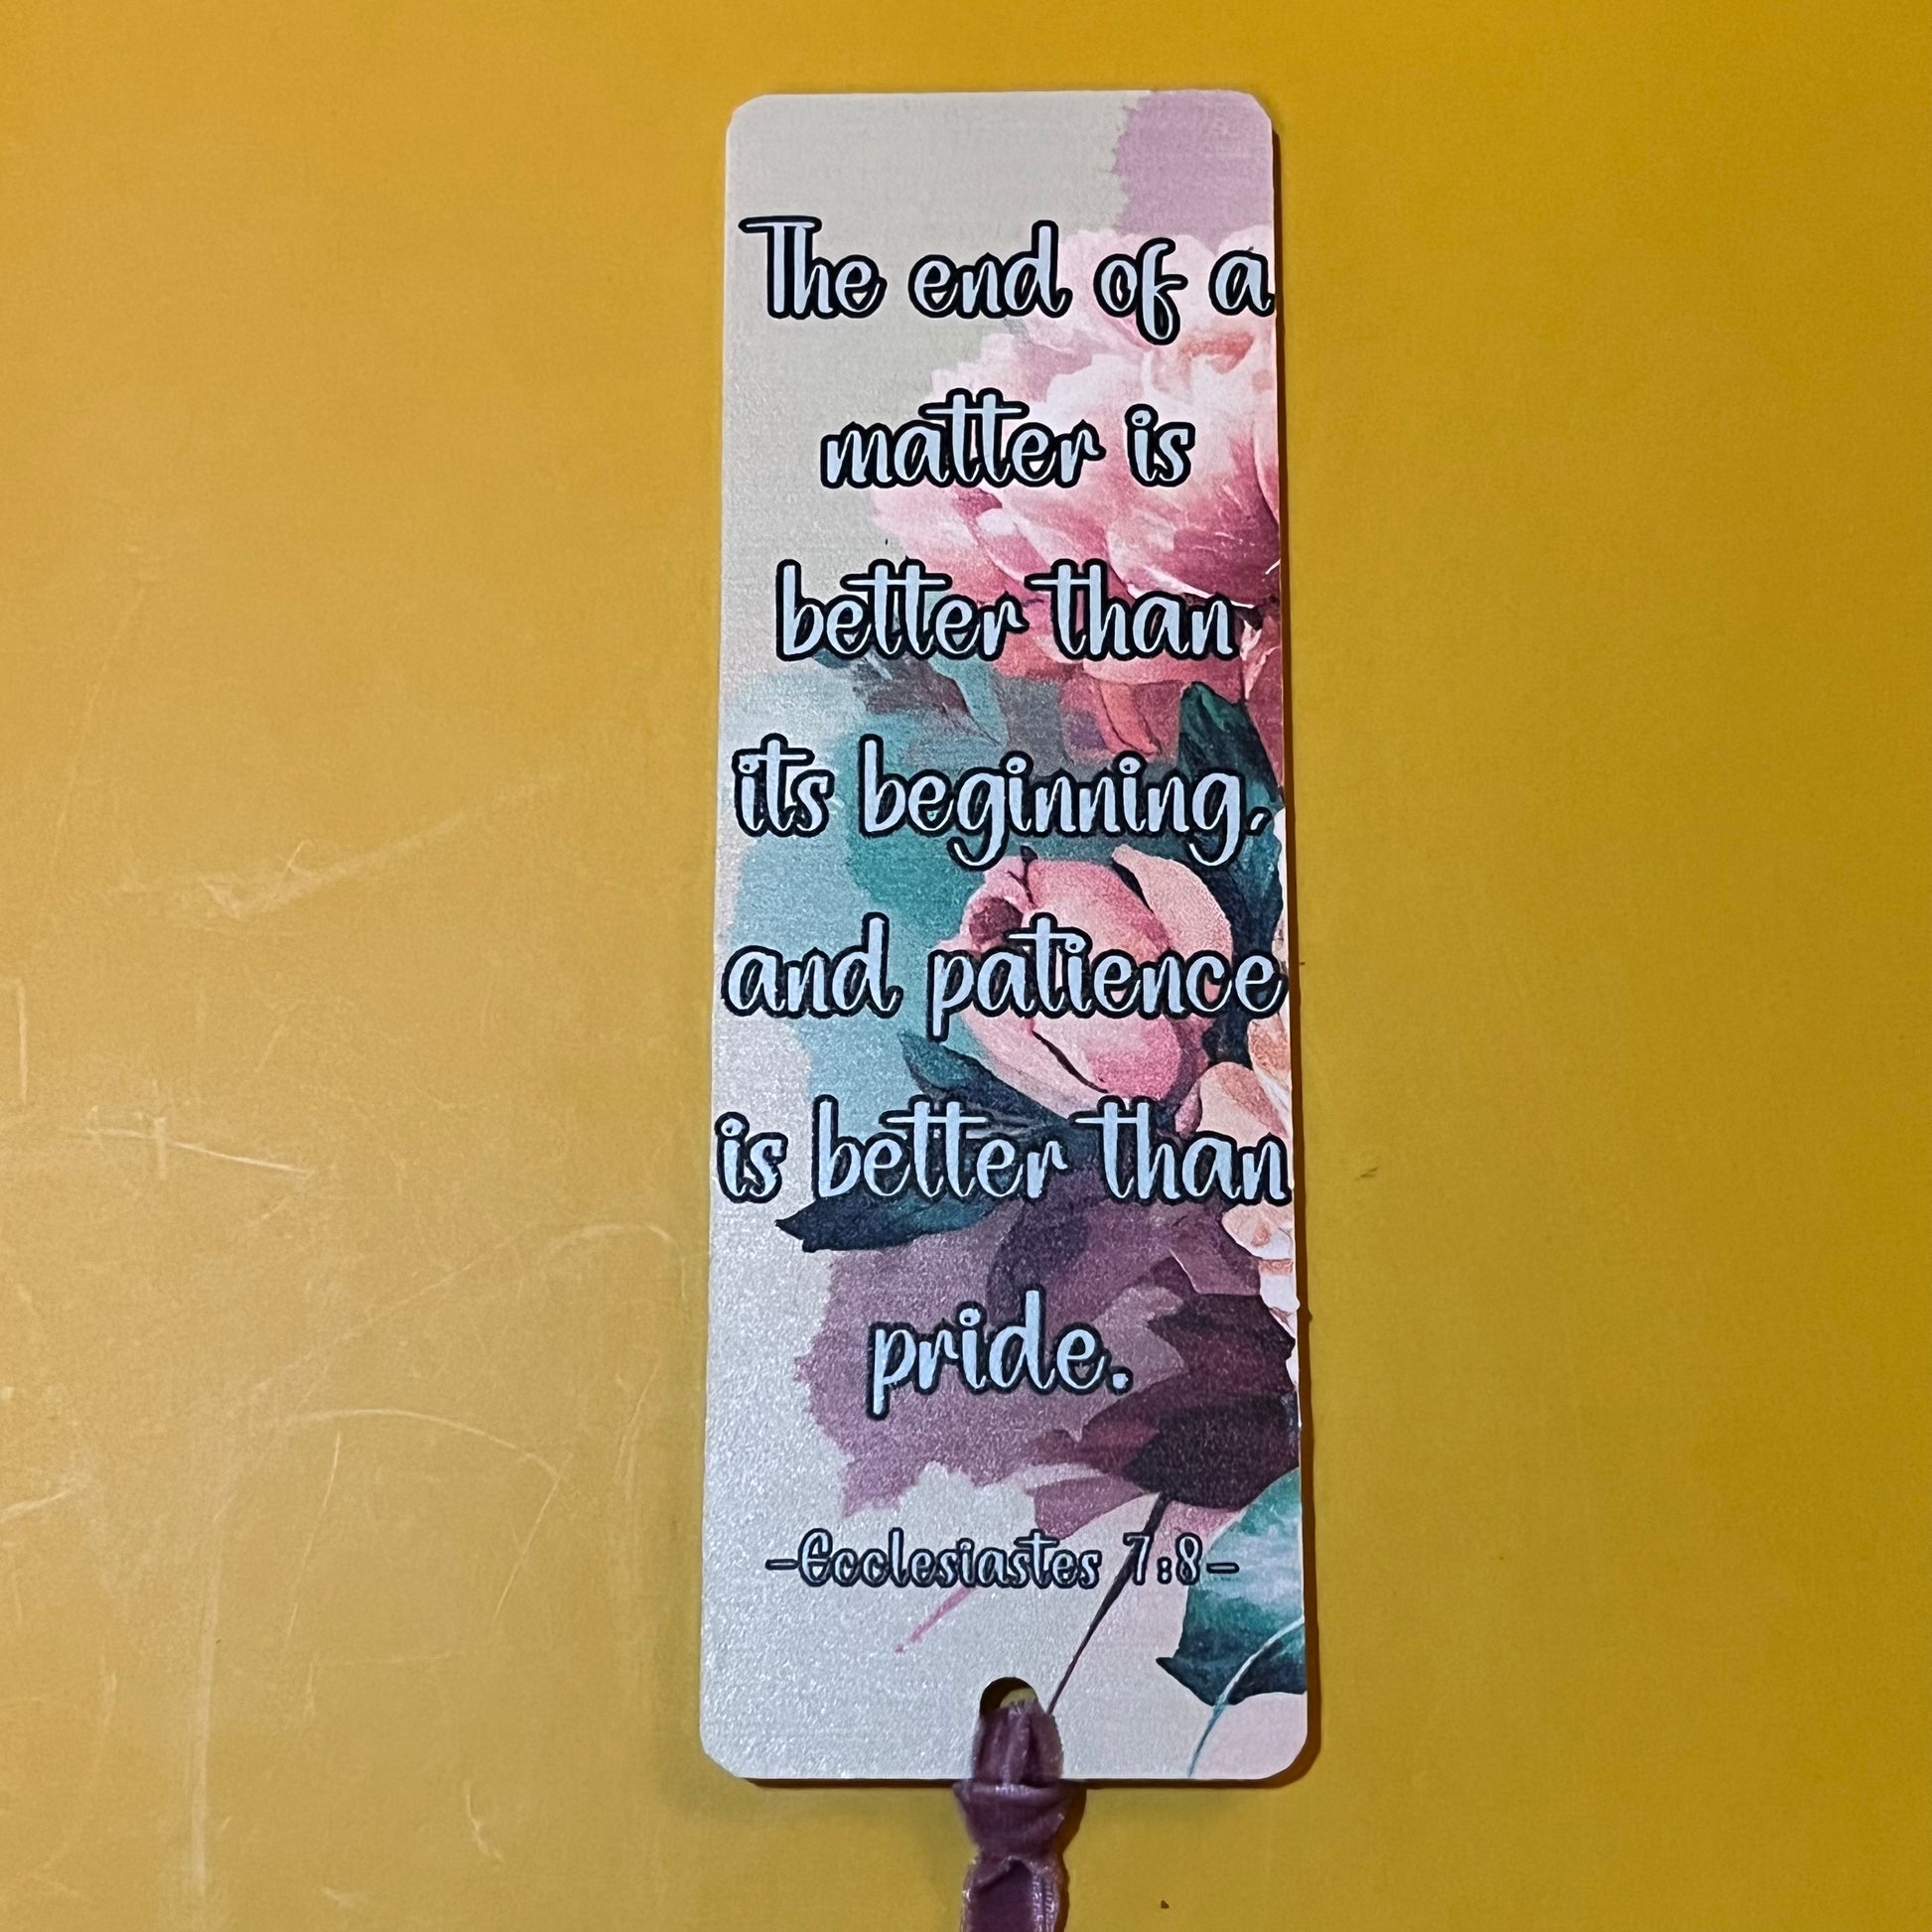 The end of a
matter is
better than
its beginning,
and patience
is better than
pride.
-Ecclesiastes 7:8-